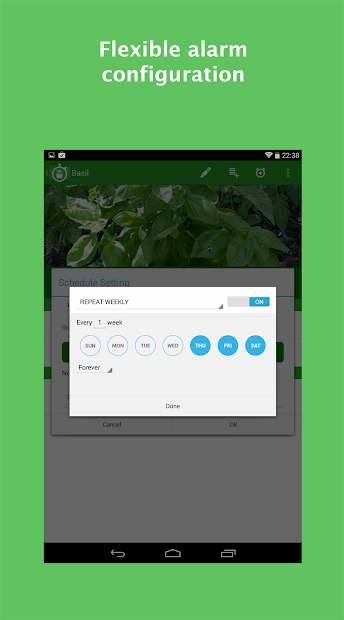 Flexible alarm
configuration
22:38
Basil
Schedule Setting
REPEAT WEEKLY
ON
Every 1 week
SUN MON TUE WED THU FRI SAT
Forever
Done
Cancel OK